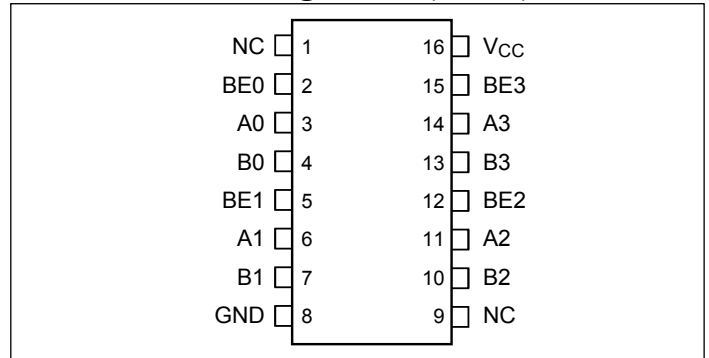 NC 1 16 VCC
BE0 2 15 BE3
A0 3 14 A3
B0 4 13 B3
BE1 5 12 BE2
A1 6 11 A2
B1 7 10 B2
GND 8 9 NC